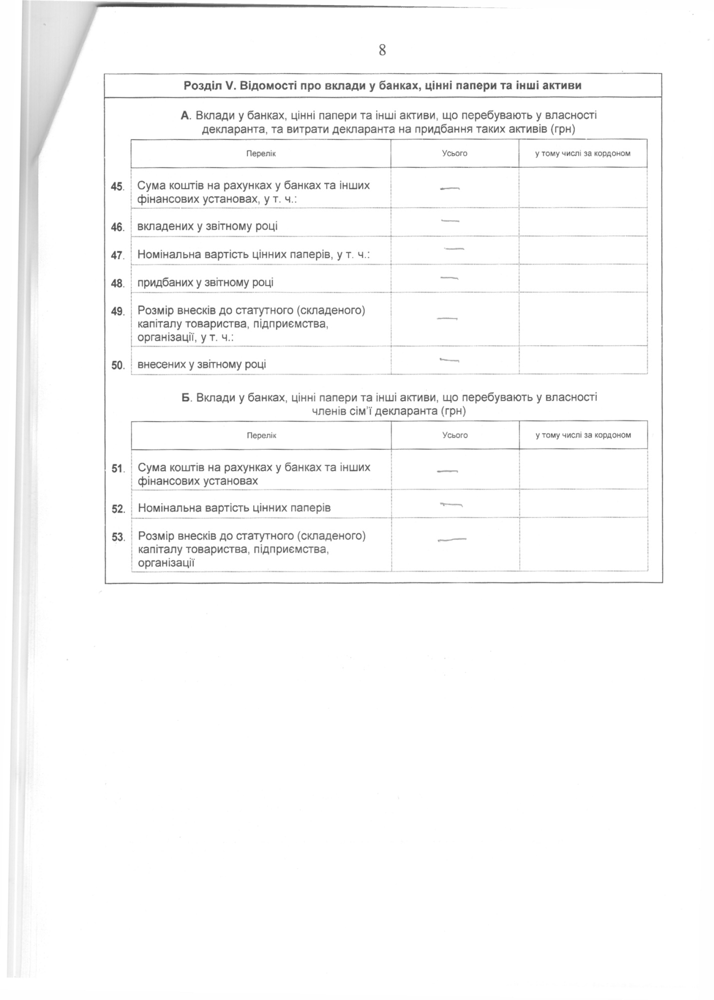 8
Розділ V. Відомості про вклади у банках, цінні папери та інші активи
А. Вклади у банках, цінні папери та інші активи, що перебувають у власності
декларанта, та витрати декларанта на придбання таких активів (грн)
Перелік Усього у тому числі за кордоном
45. Сума коштів на рахунках у банках та інших —
фінансових установах, у т. ч.:
46. вкладених у звітному році —
47. Номінальна вартість цінних паперів, у т. ч.: —
48. придбаних у звітному році —
49. Розмір внесків до статутного (складеного)
капіталу товариства, підприємства, —
організації, у т. ч.:
50. внесених у звітному році —
Б. Вклади у банках, цінні папери та інші активи, що перебувають у власності
членів сім’ї декларанта (грн)
Перелік Усього у тому числі за кордоном
51. Сума коштів на рахунках у банках та інших —
фінансових установах
52. Номінальна вартість цінних паперів —
53. Розмір внесків до статутного (складеного) —
капіталу товариства, підприємства,
організації